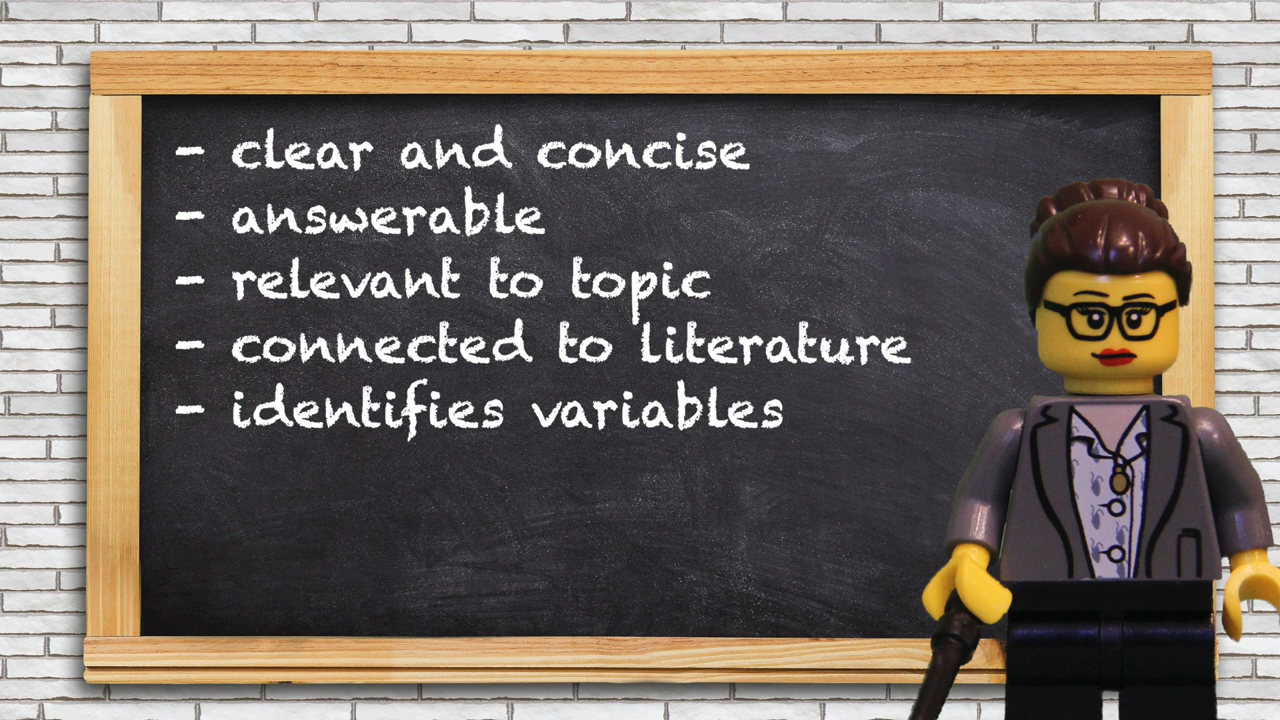 - clear and concise
- answerable
- relevant to topic
- connected to literature
- identifies variables